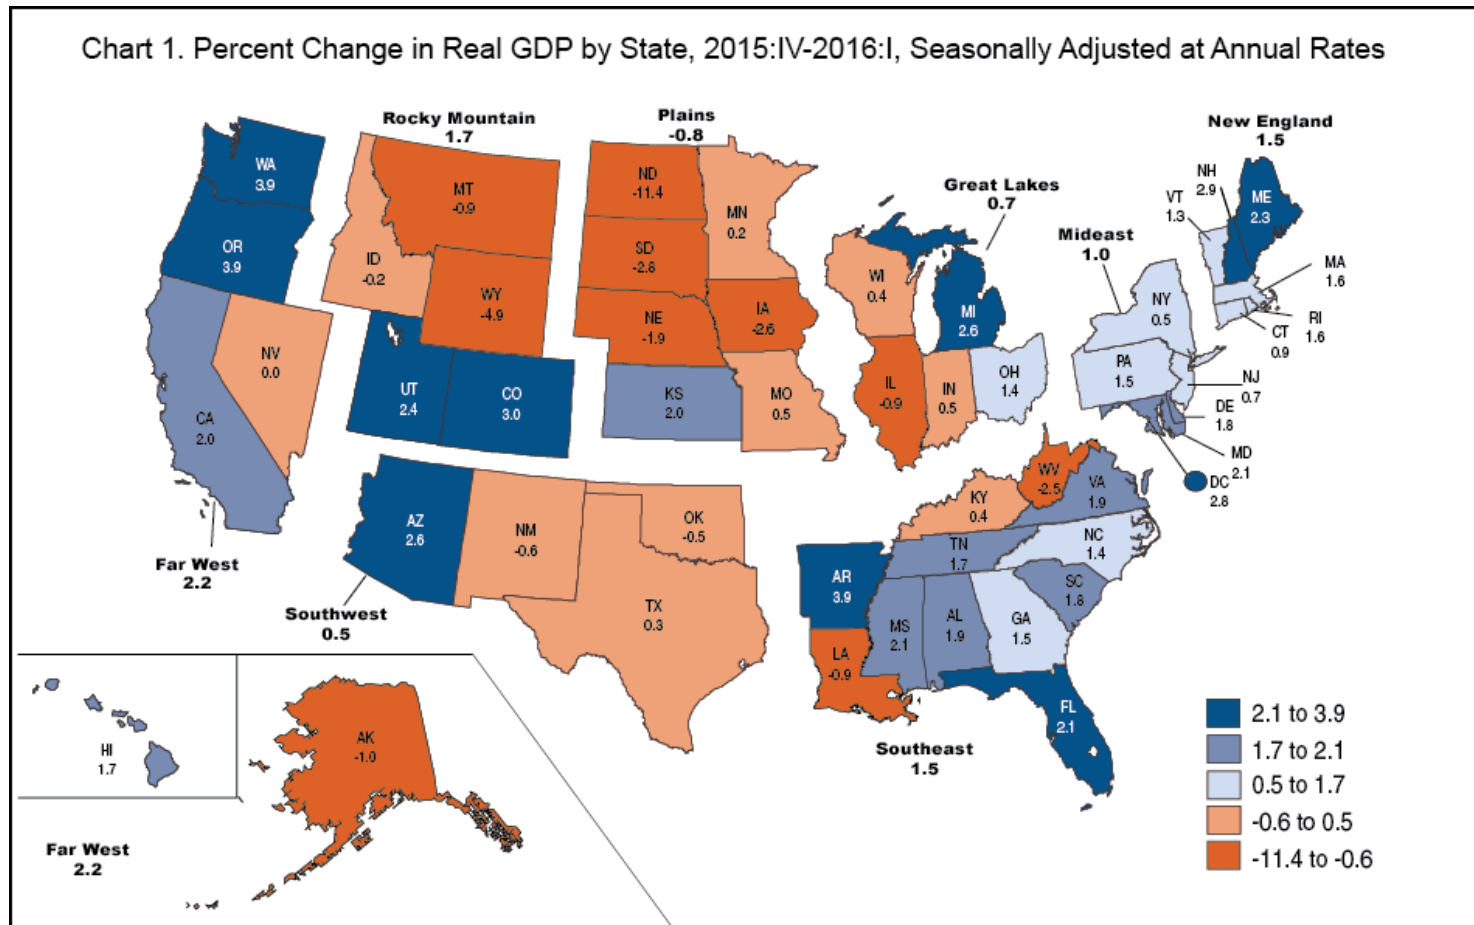 Chart 1. Percent Change in Real GDP by State, 2015:IV-2016:I, Seasonally Adjusted at Annual Rates
Rocky Mountain
1.7
Plains
-0.8
New England
1.5
Great Lakes
0.7
Mideast
1.0
Far West
2.2
Southwest
0.5
Southeast
1.5
WA
3.9
OR
3.9
CA
2.0
NV
0.0
ID
-0.2
MT
-0.9
WY
-4.9
UT
2.4
CO
3.0
AZ
2.6
NM
-0.6
OK
-0.5
TX
0.3
ND
-11.4
SD
-2.8
NE
-1.9
KS
2.0
MN
0.2
IA
-2.6
MO
0.5
WI
0.4
IL
-0.9
IN
0.5
MI
2.6
OH
1.4
KY
0.4
WV
-2.5
VA
1.9
TN
1.7
NC
1.4
SC
1.8
GA
1.5
AL
1.9
MS
2.1
AR
3.9
LA
-0.9
FL
2.1
NY
0.5
PA
1.5
NJ
0.7
DE
1.8
MD
2.1
DC
2.8
VT
1.3
NH
2.9
ME
2.3
MA
1.6
RI
1.6
CT
0.9
HI
1.7
AK
-1.0
Far West
2.2
2.1 to 3.9
1.7 to 2.1
0.5 to 1.7
-0.6 to 0.5
-11.4 to -0.6